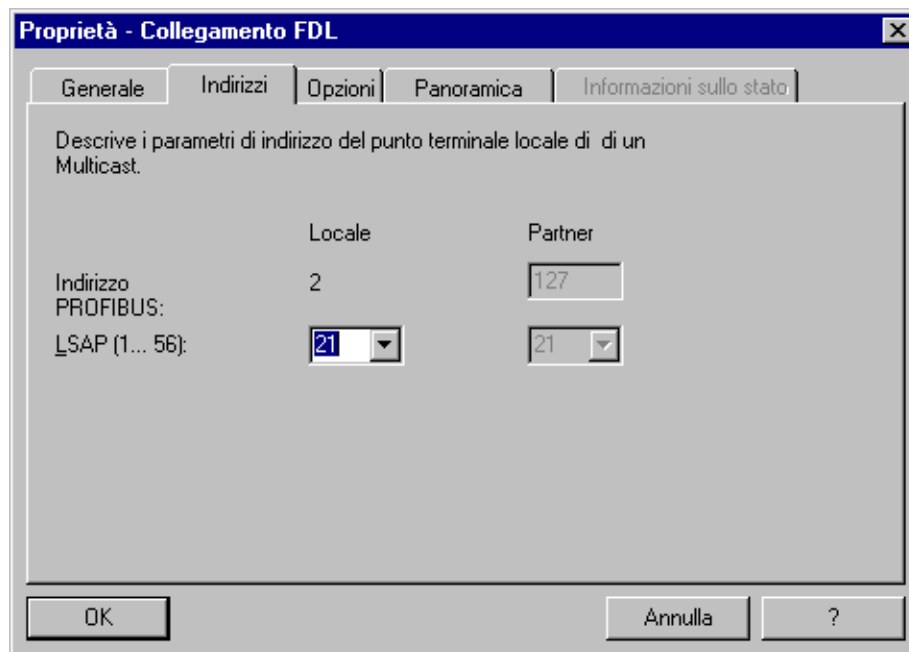 Proprietà - Collegamento FDL
Generale Indirizzi Opzioni Panoramica Informazioni sullo stato
Descrive i parametri di indirizzo del punto terminale locale di di un
Multicast.
Locale Partner
Indirizzo 2 127
PROFIBUS:
LSAP (1... 56): 21 21
OK Annulla ?